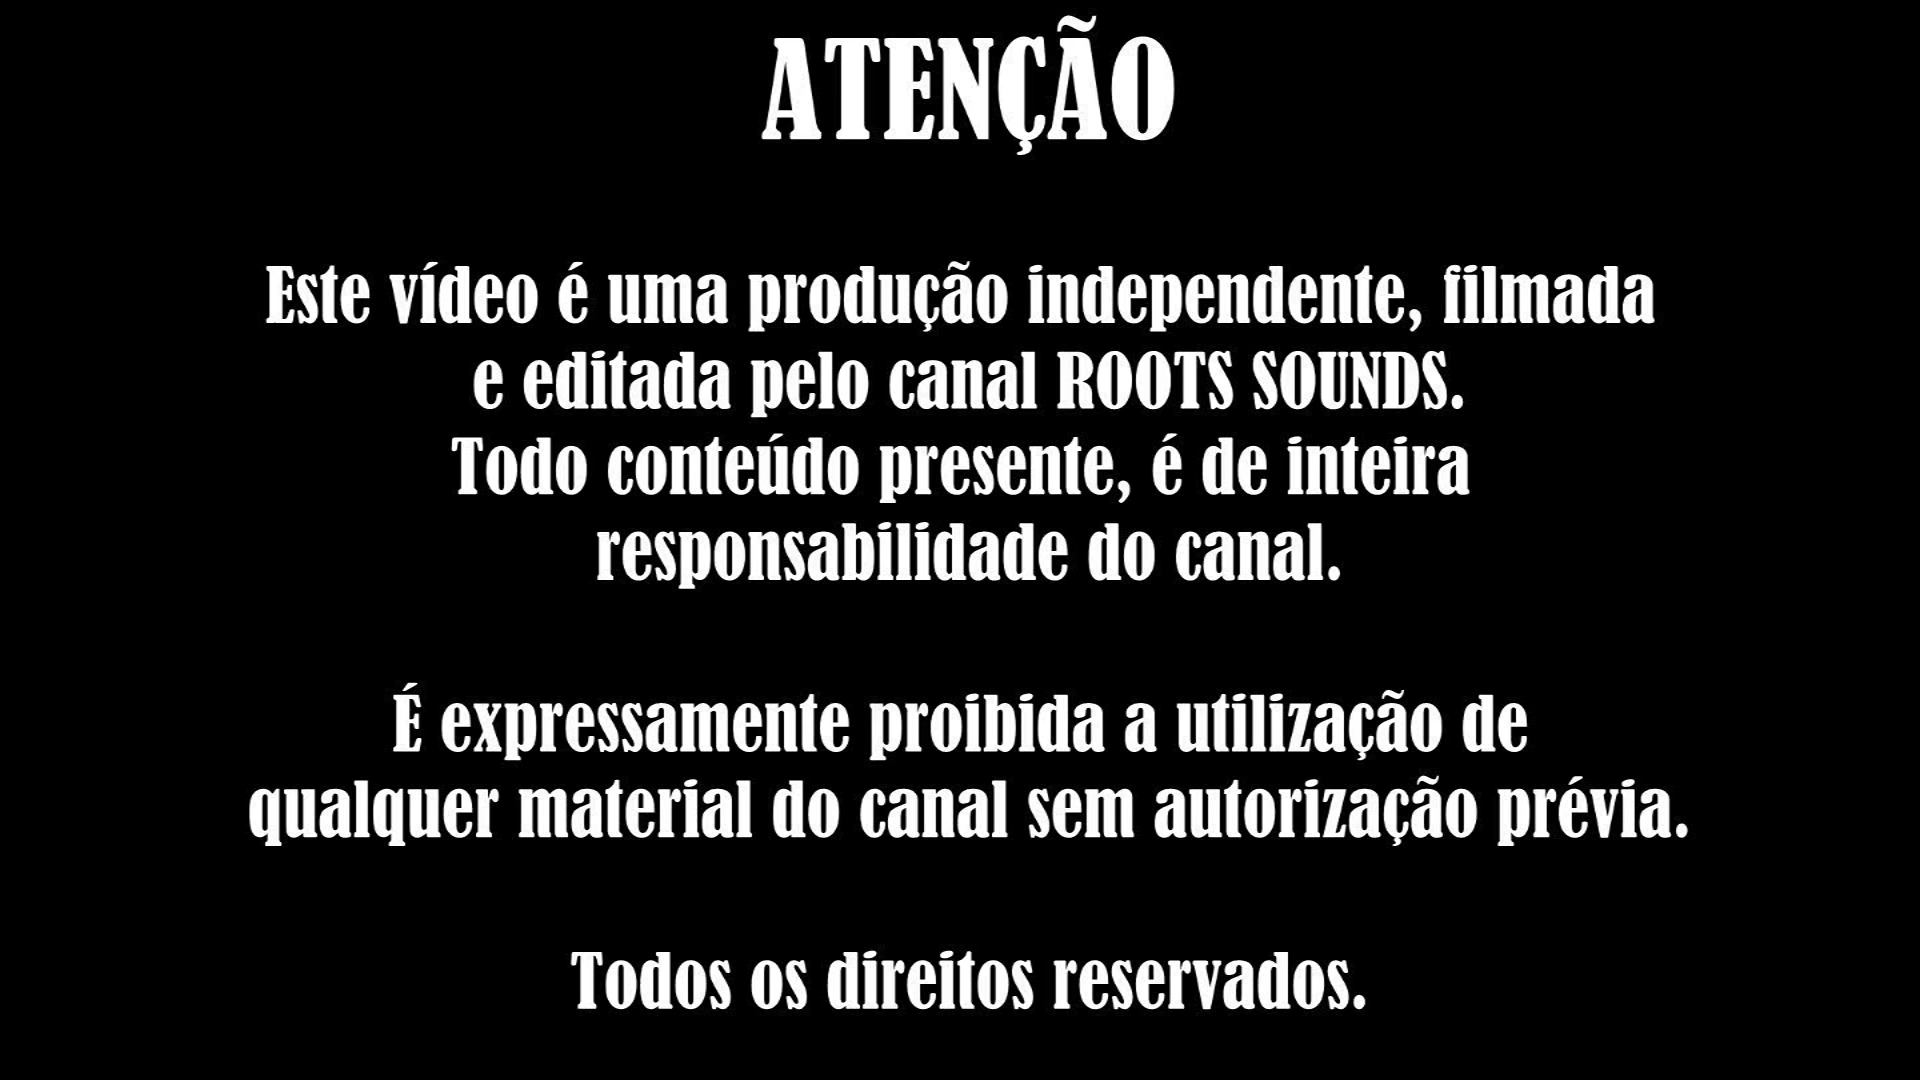 ATENÇÃO
Este vídeo é uma produção independente, filmada
e editada pelo canal ROOTS SOUNDS.
Todo conteúdo presente, é de inteira
responsabilidade do canal.
É expressamente proibida a utilização de
qualquer material do canal sem autorização prévia.
Todos os direitos reservados.